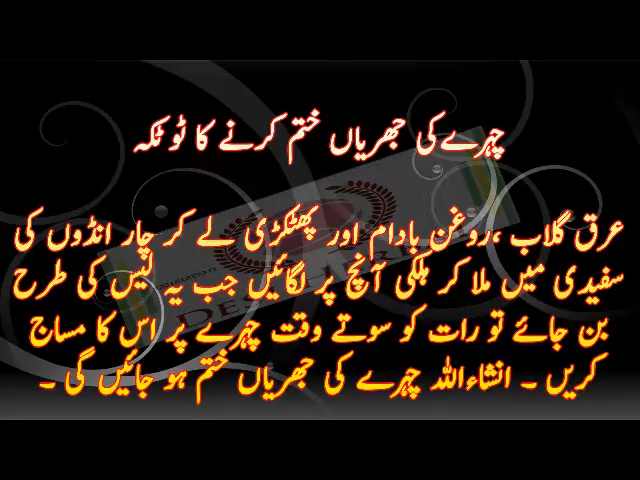 چہرے کی جھریاں ختم کرنے کا ٹوٹکہ
عرق گلاب ،روغن بادام اور پھٹکڑی لے کر چار انڈوں کی
سفیدی میں ملا کر ہلکی آنچ پر لگائیں جب یہ لیس کی طرح
بن جائے تو رات کو سوتے وقت چہرے پر اس کا مساج
کریں ۔ انشاءاللہ چہرے کی جھریاں ختم ہو جائیں گی ۔